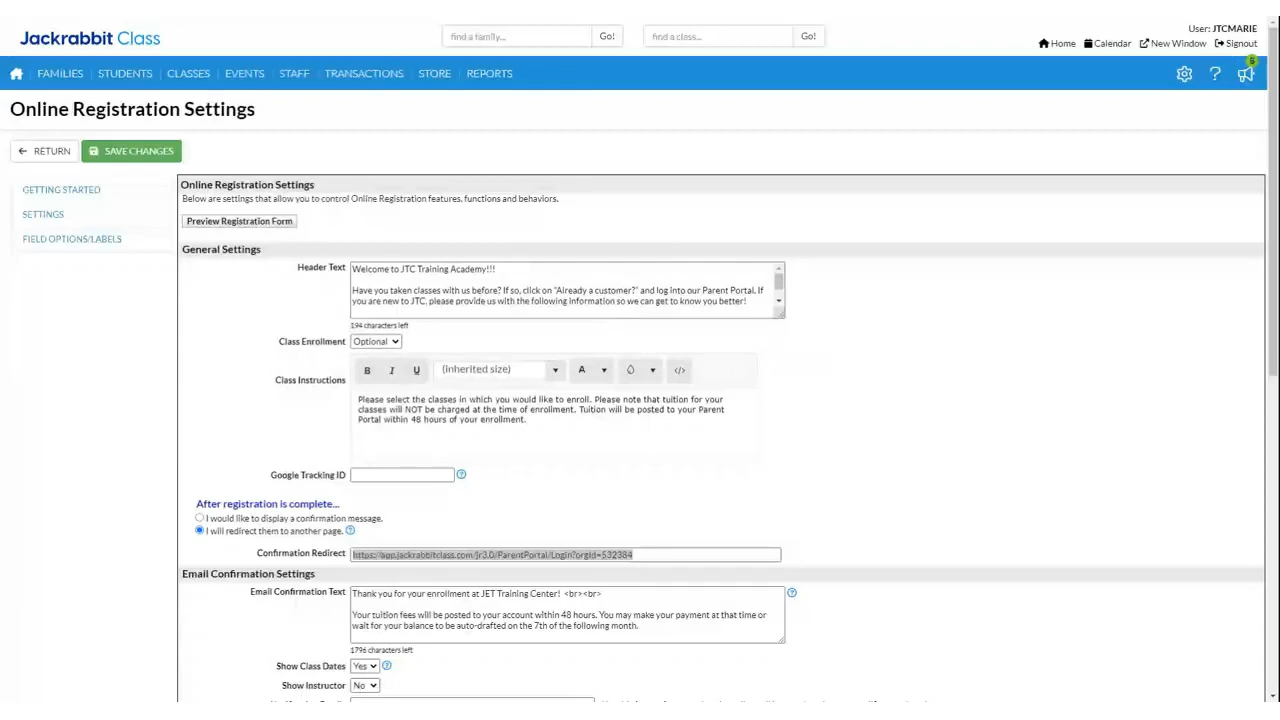 Jackrabbit Class
find a family...
Go!
find a class...
Go!
User: JTCMARIE
Home
Calendar
New Window
Signout
FAMILIES
STUDENTS
CLASSES
EVENTS
STAFF
TRANSACTIONS
STORE
REPORTS
?
Online Registration Settings
← RETURN
SAVE CHANGES
GETTING STARTED
SETTINGS
FIELD OPTIONS/LABELS
Online Registration Settings
Below are settings that allow you to control Online Registration features, functions and behaviors.
Preview Registration Form
General Settings
Header Text
Welcome to JTC Training Academy!!!
Have you taken classes with us before? If so, click on "Already a customer?" and log into our Parent Portal. If
you are new to JTC, please provide us with the following information so we can get to know you better!
194 characters left
Class Enrollment
Optional
Class Instructions
B I U (inherited size) A </>
Please select the classes in which you would like to enroll. Please note that tuition for your
classes will NOT be charged at the time of enrollment. Tuition will be posted to your Parent
Portal within 48 hours of your enrollment.
Google Tracking ID
?
After registration is complete...
I would like to display a confirmation message.
I will redirect them to another page. ?
Confirmation Redirect
https://app.jackrabbitclass.com/jr3.0/ParentPortal/Login?orgId=532384
Email Confirmation Settings
Email Confirmation Text
Thank you for your enrollment at JET Training Center! <br><br>
Your tuition fees will be posted to your account within 48 hours. You may make your payment at that time or
wait for your balance to be auto-drafted on the 7th of the following month.
?
1796 characters left
Show Class Dates
Yes
?
Show Instructor
No